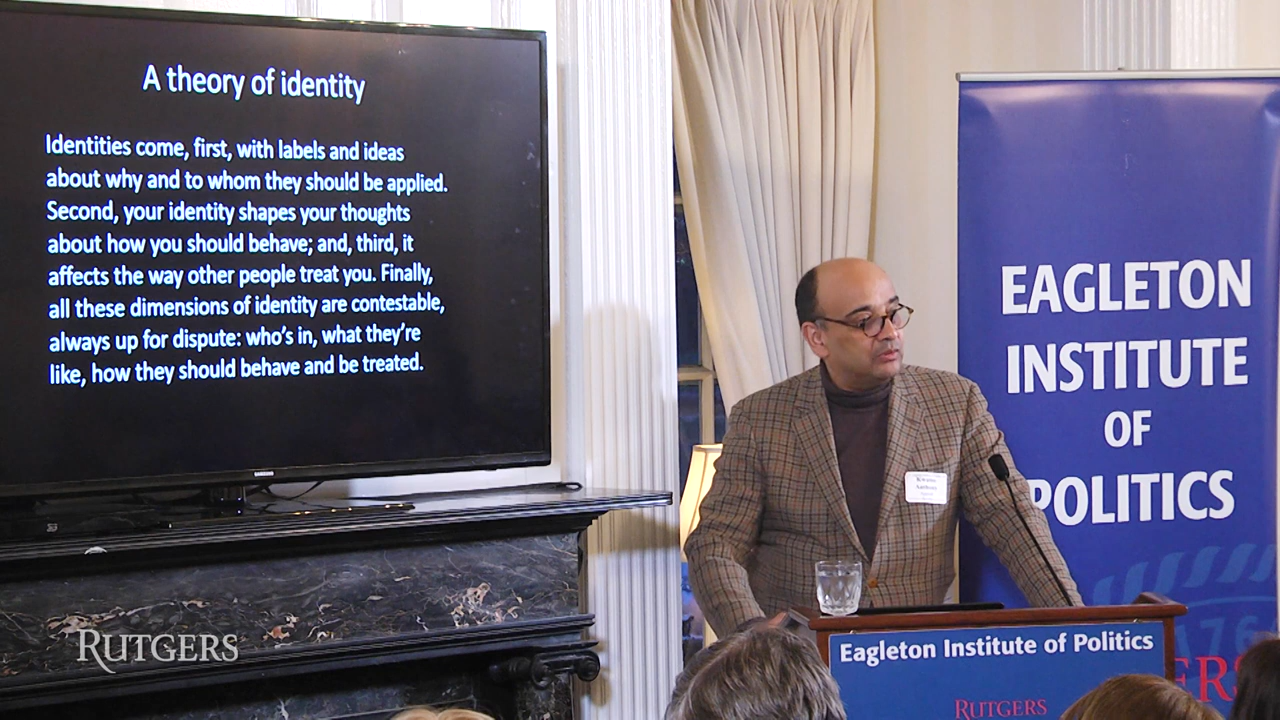 A theory of identity
Identities come, first, with labels and ideas
about why and to whom they should be applied.
Second, your identity shapes your thoughts
about how you should behave; and, third, it
affects the way other people treat you. Finally,
all these dimensions of identity are contestable,
always up for dispute: who's in, what they're
like, how they should behave and be treated.
RUTGERS
EAGLETON
INSTITUTE
OF
POLITICS
Eagleton Institute of Politics
RUTGERS